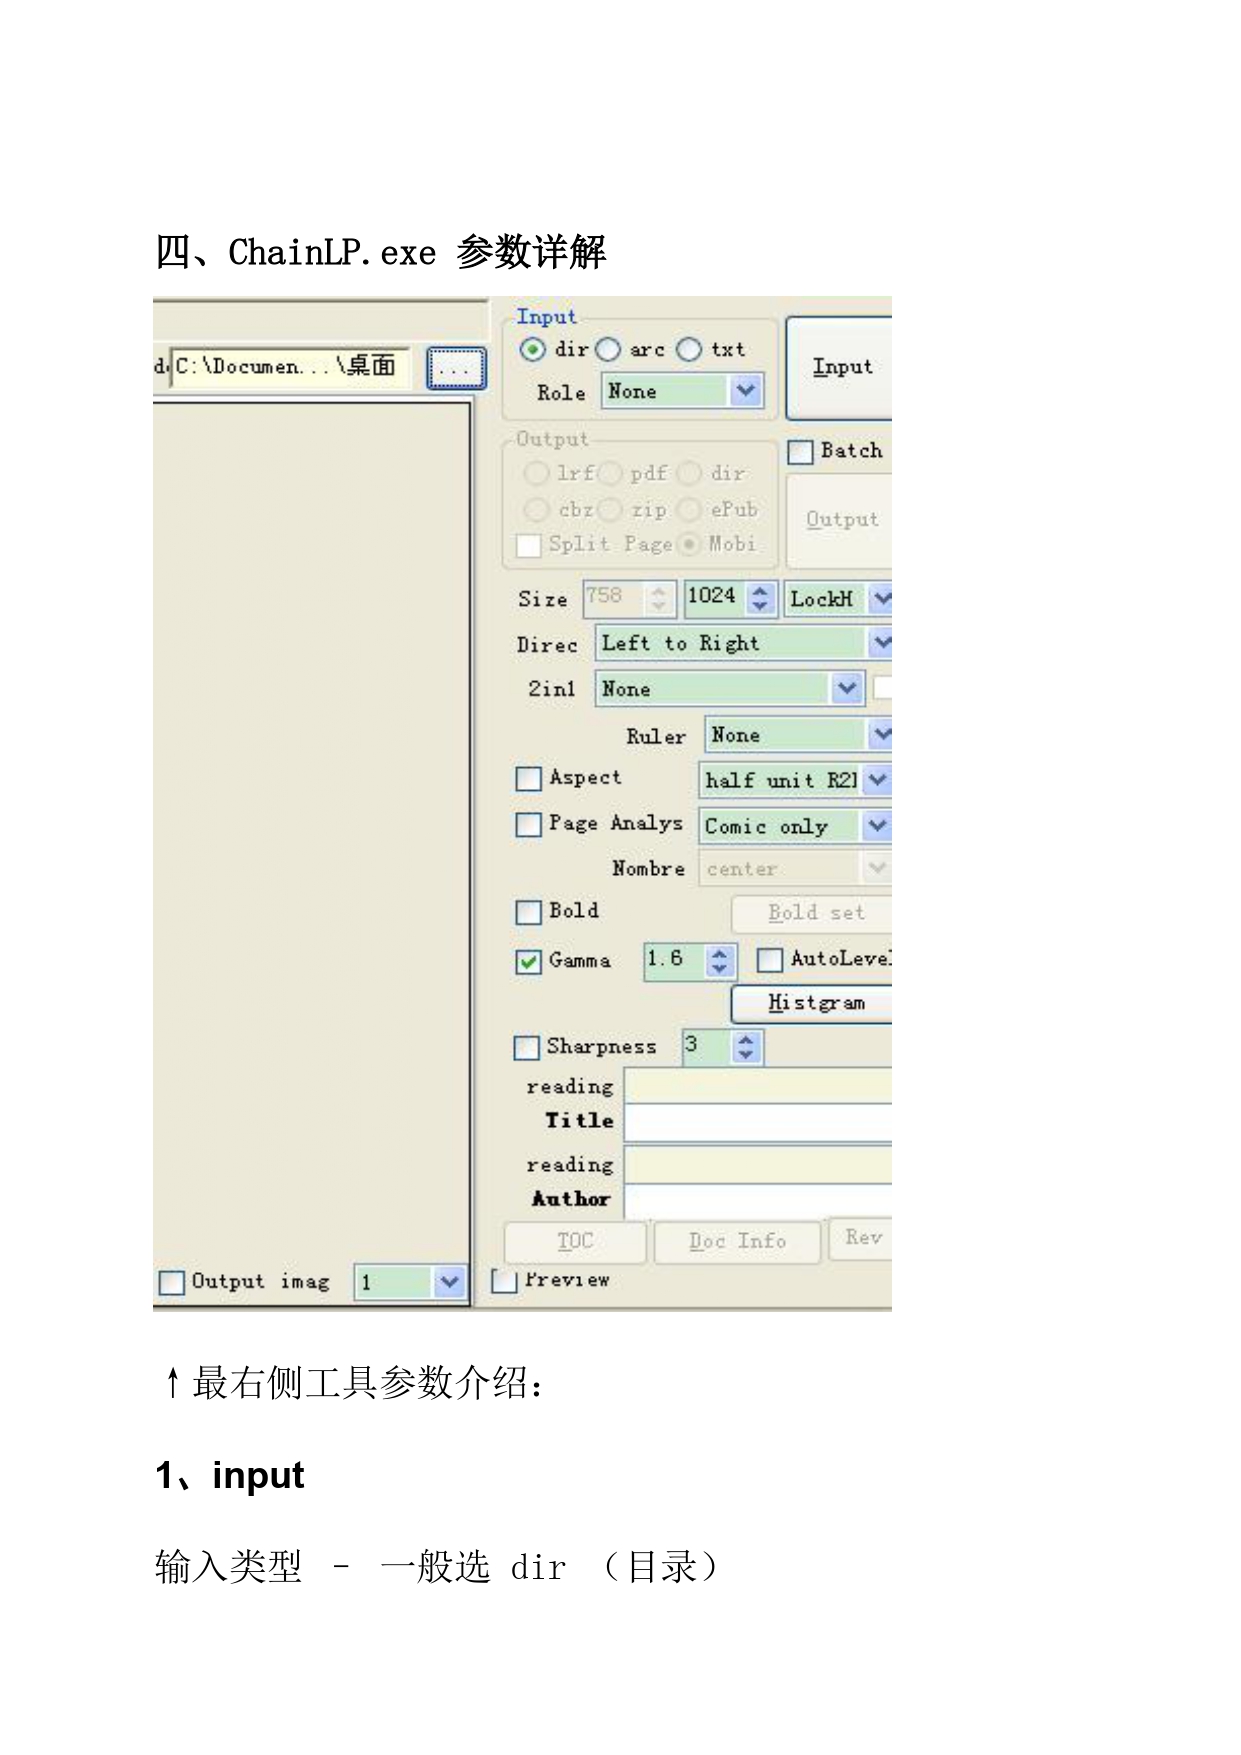 四、ChainLP.exe 参数详解
Input
dir arc txt
Input
C:\Documen...\桌面 ...
Role None
Output
Batch
lrf pdf dir
cbz zip ePub
Output
Split Page Mobi
Size 758 1024 LockH
Direc Left to Right
2in1 None
Ruler None
Aspect half unit R2l
Page Analys Comic only
Nombre center
Bold Bold set
Gamma 1.6 AutoLevel
Histgram
Sharpness 3
reading
Title
reading
Author
TOC Doc Info Rev
Output imag 1 Preview
↑最右侧工具参数介绍：
1、input
输入类型 – 一般选 dir （目录）